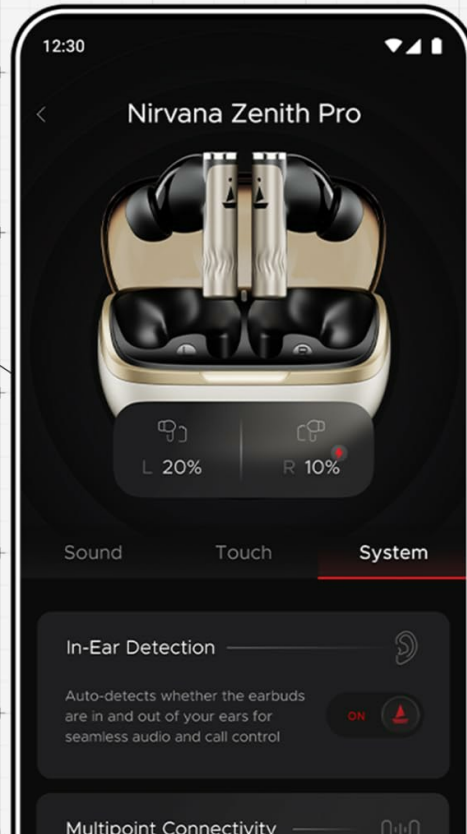 12:30
Nirvana Zenith Pro
L R
L 20% R 10%
Sound Touch System
In-Ear Detection
Auto-detects whether the earbuds
are in and out of your ears for
seamless audio and call control
ON
Multipoint Connectivity